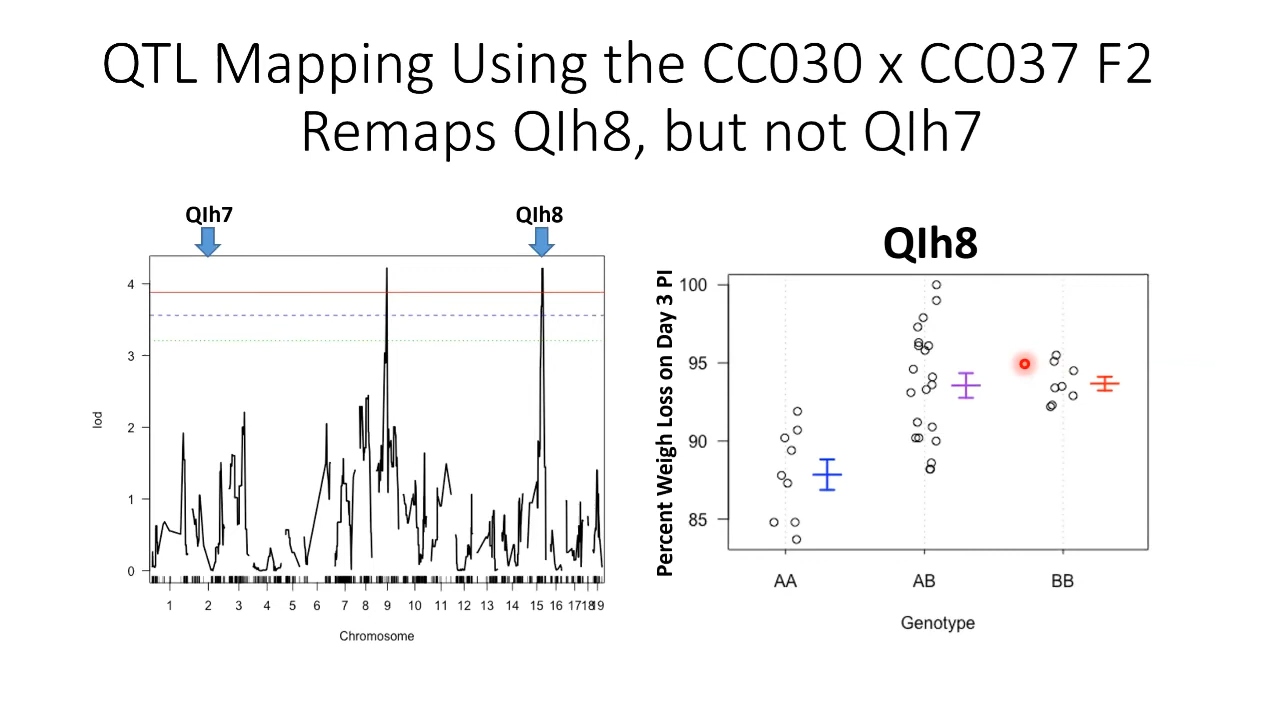 QTL Mapping Using the CC030 x CC037 F2
Remaps QIh8, but not QIh7
QIh7
QIh8
4
3
2
1
0
lod
1 2 3 4 5 6 7 8 9 10 11 12 13 14 15 16 17 18 19
Chromosome
QIh8
Percent Weigh Loss on Day 3 PI
100
95
90
85
AA AB BB
Genotype